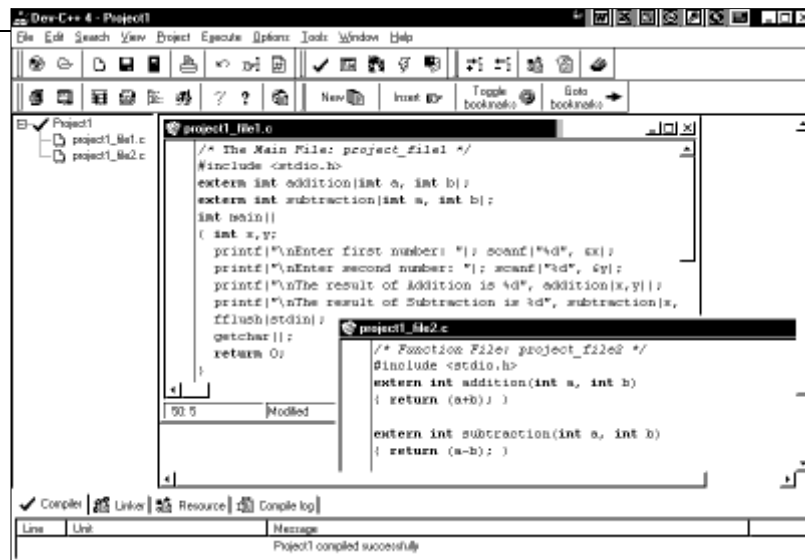 Dev-C++ 4 - Project1
File Edit Search View Project Execute Options Tools Window Help
New Insert Toggle bookmarks Goto bookmarks
Project1
project1_file1.c
project1_file2.c
project1_file1.c
/* The Main File: project_file1 */
#include <stdio.h>
extern int addition(int a, int b);
extern int subtraction(int a, int b);
int main()
{ int x,y;
printf("\nEnter first number: "); scanf("%d", &x);
printf("\nEnter second number: "); scanf("%d", &y);
printf("\nThe result of Addition is %d", addition(x,y));
printf("\nThe result of Subtraction is %d", subtraction(x,
fflush(stdin);
getchar();
return 0;
}
50: 5 Modified
project1_file2.c
/* Function File: project_file2 */
#include <stdio.h>
extern int addition(int a, int b)
{ return (a+b); }
extern int subtraction(int a, int b)
{ return (a-b); }
Compiler Linker Resource Compile log
Line Unit Message
Project1 compiled successfully